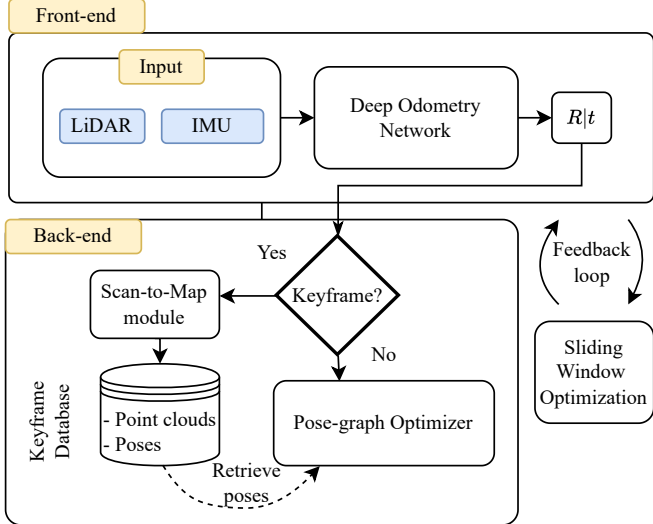 Front-end
Input
LiDAR
IMU
Deep Odometry
Network
R|t
Back-end
Yes
Keyframe?
No
Scan-to-Map
module
Keyframe
Database
- Point clouds
- Poses
Retrieve
poses
Pose-graph Optimizer
Feedback
loop
Sliding
Window
Optimization